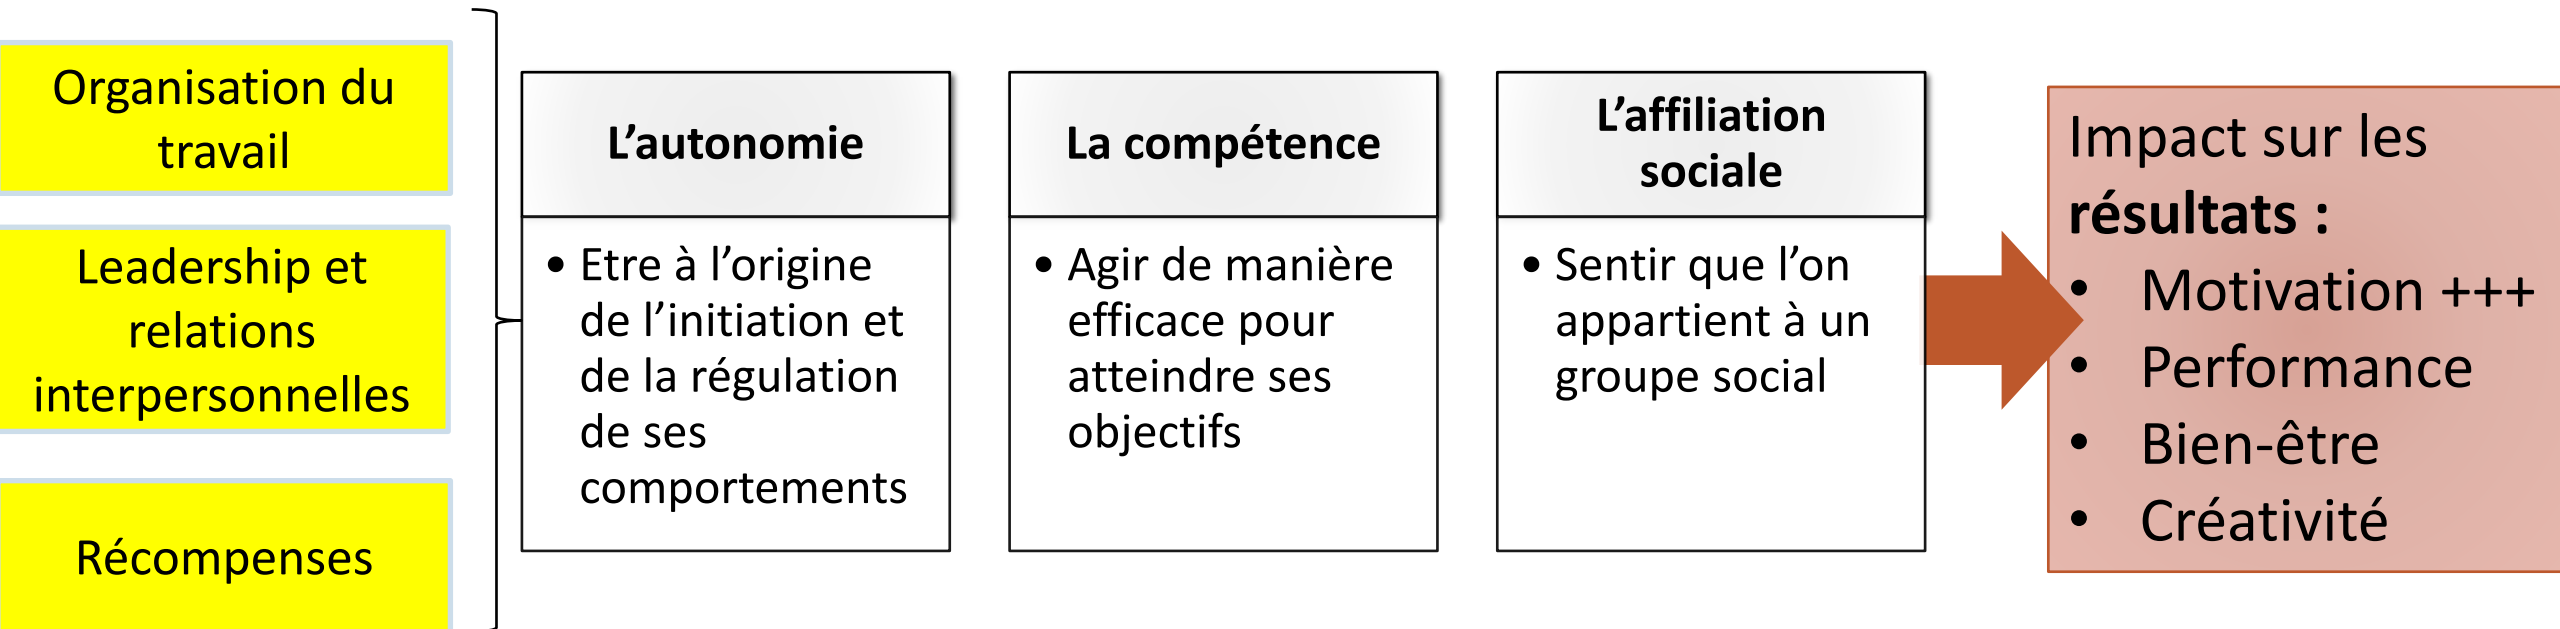 Organisation du
travail
Leadership et
relations
interpersonnelles
Récompenses
L’autonomie
• Etre à l’origine
de l’initiation et
de la régulation
de ses
comportements
La compétence
• Agir de manière
efficace pour
atteindre ses
objectifs
L’affiliation
sociale
• Sentir que l’on
appartient à un
groupe social
Impact sur les
résultats :
• Motivation +++
• Performance
• Bien-être
• Créativité